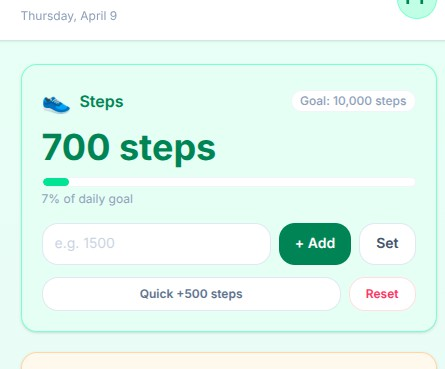 Thursday, April 9
Steps
Goal: 10,000 steps
700 steps
7% of daily goal
e.g. 1500
+ Add
Set
Quick +500 steps
Reset